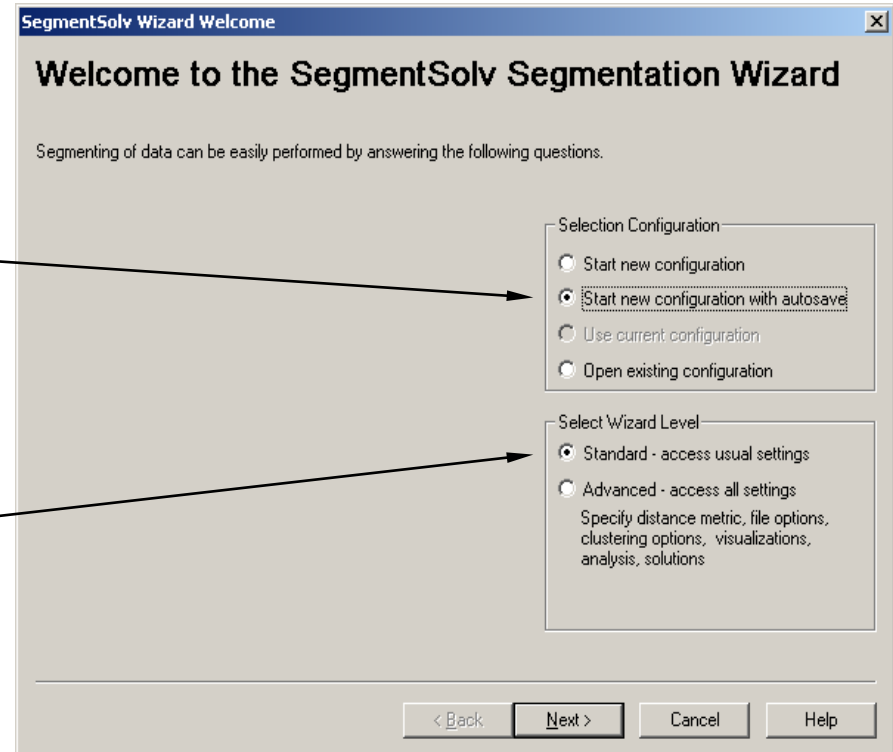 SegmentSolv Wizard Welcome
Welcome to the SegmentSolv Segmentation Wizard
Segmenting of data can be easily performed by answering the following questions.
Selection Configuration
Start new configuration
Start new configuration with autosave
Use current configuration
Open existing configuration
Select Wizard Level
Standard - access usual settings
Advanced - access all settings
Specify distance metric, file options,
clustering options, visualizations,
analysis, solutions
< Back
Next >
Cancel
Help